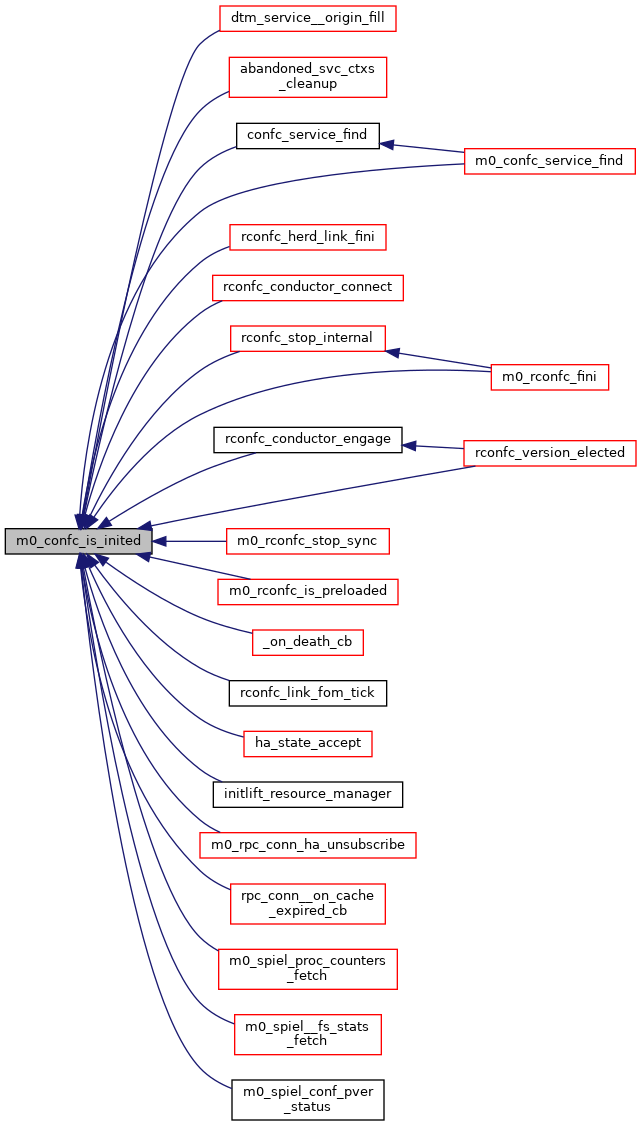 dtm_service__origin_fill
abandoned_svc_ctxs
_cleanup
confc_service_find
m0_confc_service_find
rconfc_herd_link_fini
rconfc_conductor_connect
rconfc_stop_internal
m0_rconfc_fini
rconfc_conductor_engage
rconfc_version_elected
m0_confc_is_inited
m0_rconfc_stop_sync
m0_rconfc_is_preloaded
_on_death_cb
rconfc_link_fom_tick
ha_state_accept
initlift_resource_manager
m0_rpc_conn_ha_unsubscribe
rpc_conn__on_cache
_expired_cb
m0_spiel_proc_counters
_fetch
m0_spiel__fs_stats
_fetch
m0_spiel_conf_pver
_status